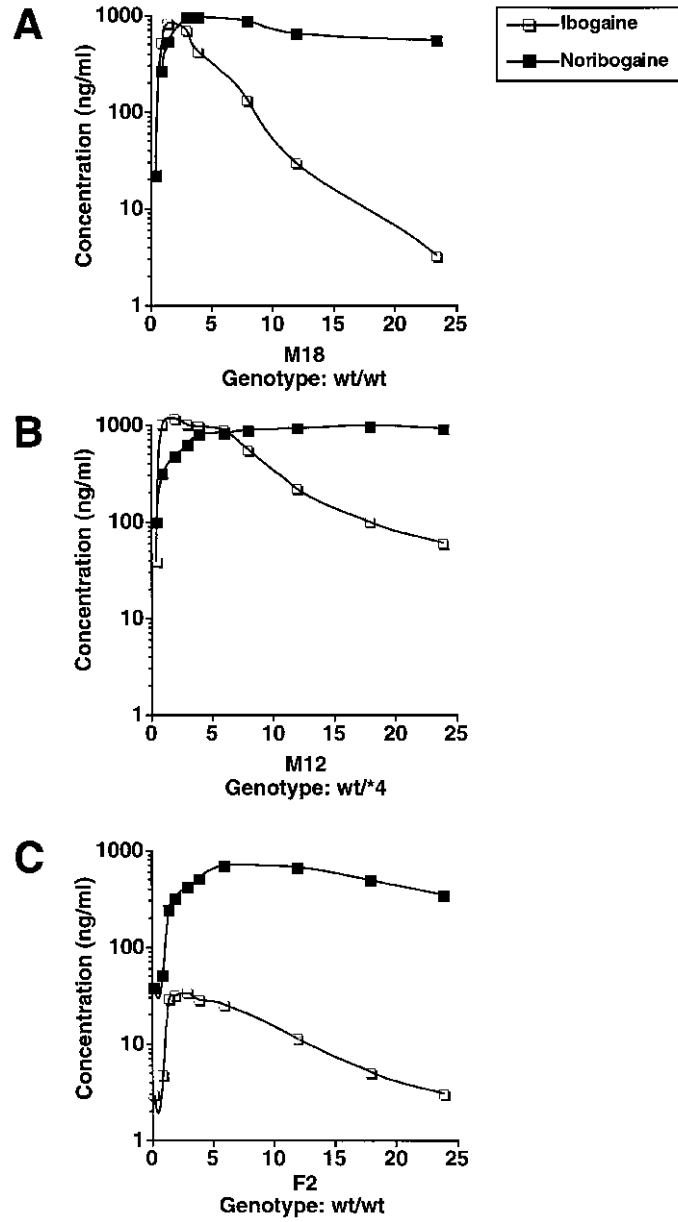 A
Ibogaine
Noribogaine
Concentration (ng/ml)
1000
100
10
1
0 5 10 15 20 25
M18
Genotype: wt/wt
B
Concentration (ng/ml)
1000
100
10
1
0 5 10 15 20 25
M12
Genotype: wt/*4
C
Concentration (ng/ml)
1000
100
10
1
0 5 10 15 20 25
F2
Genotype: wt/wt